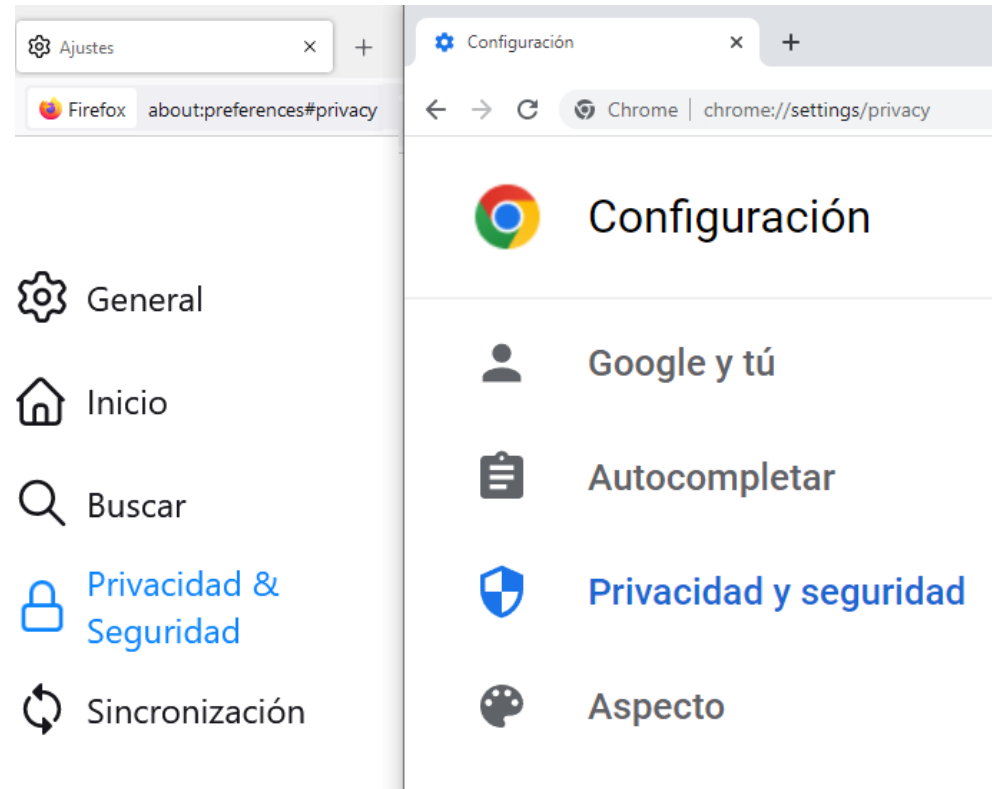 Ajustes
Firefox about:preferences#privacy
General
Inicio
Buscar
Privacidad &
Seguridad
Sincronización
Configuración
Chrome chrome://settings/privacy
Configuración
Google y tú
Autocompletar
Privacidad y seguridad
Aspecto